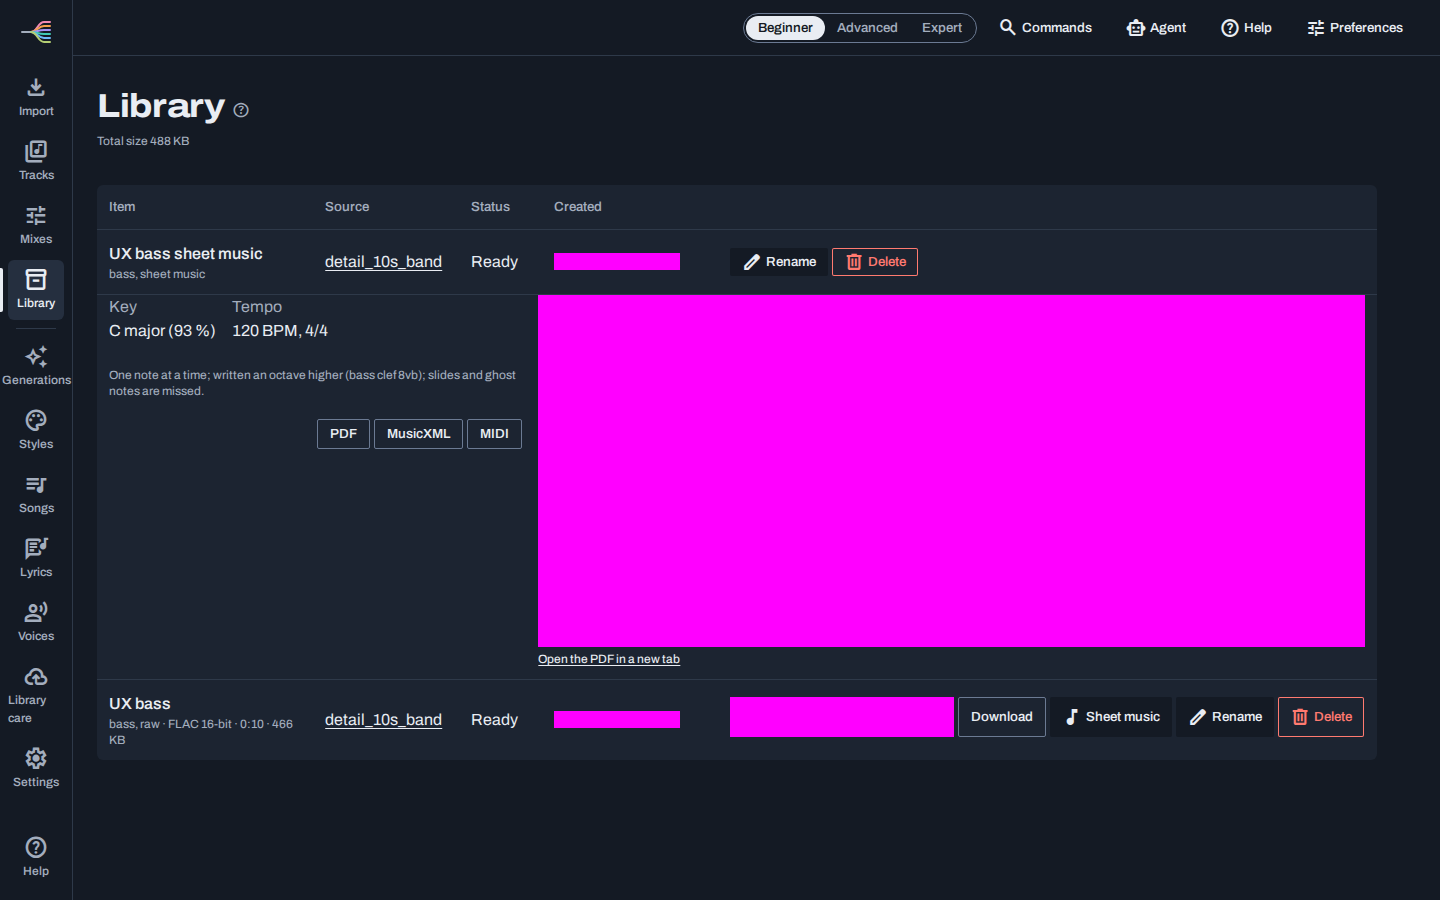 Beginner Advanced Expert Commands Agent Help Preferences
Import
Tracks
Mixes
Library
Generations
Styles
Songs
Lyrics
Voices
Library care
Settings
Help
Library
Total size 488 KB
Item Source Status Created
UX bass sheet music
bass, sheet music
detail_10s_band Ready Rename Delete
Key Tempo
C major (93 %) 120 BPM, 4/4
One note at a time; written an octave higher (bass clef 8vb); slides and ghost
notes are missed.
PDF MusicXML MIDI
Open the PDF in a new tab
UX bass
bass, raw · FLAC 16-bit · 0:10 · 466
KB
detail_10s_band Ready Download Sheet music Rename Delete